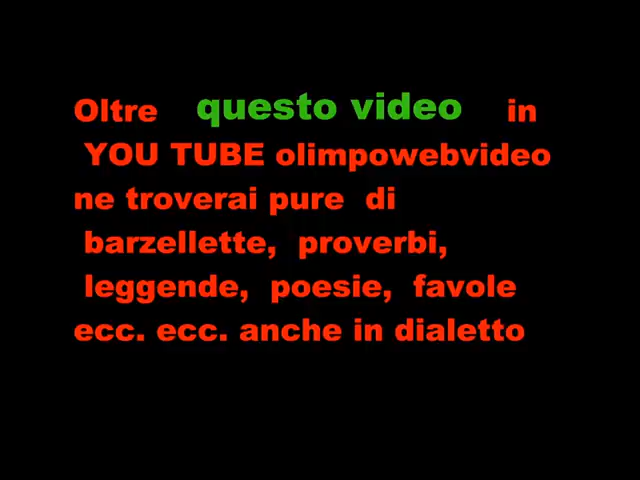 Oltre questo video in
YOU TUBE olimpowebvideo
ne troverai pure di
barzellette, proverbi,
leggende, poesie, favole
ecc. ecc. anche in dialetto